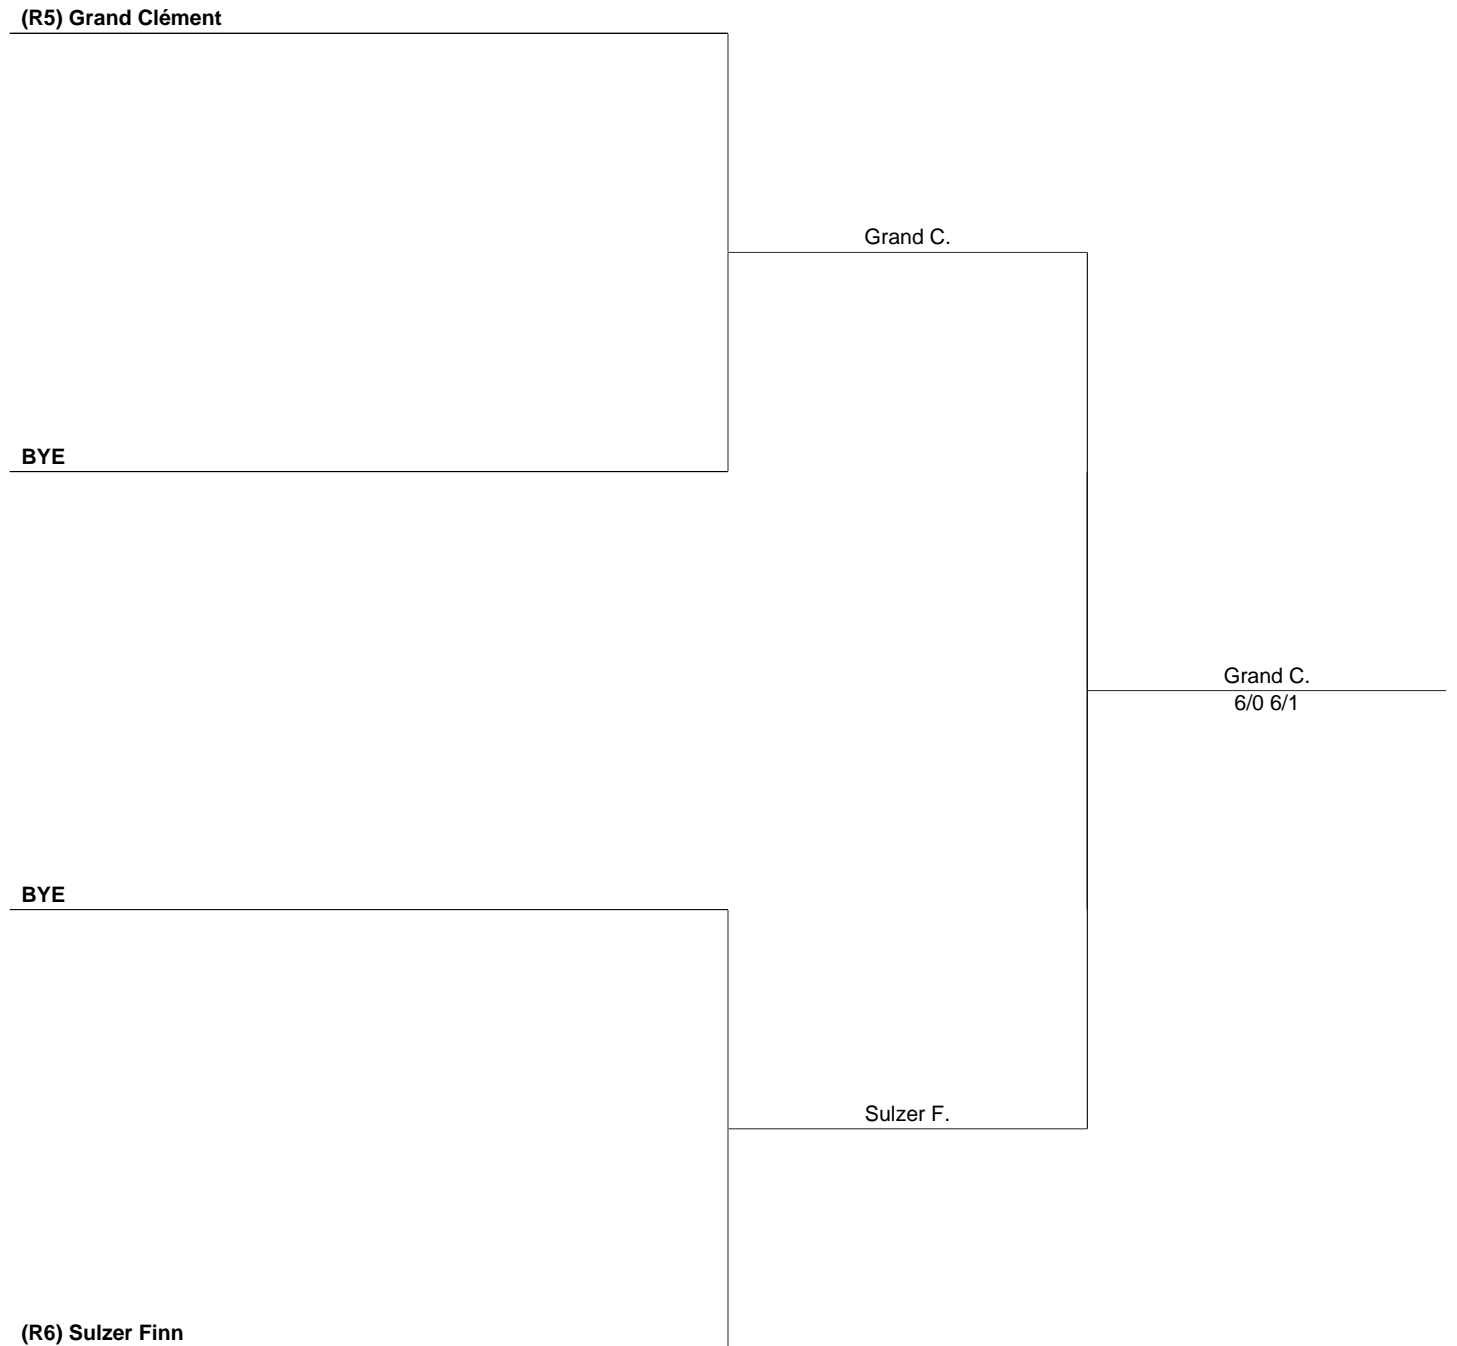 (R5) Grand Clément
Grand C.
BYE
Grand C.
6/0 6/1
BYE
Sulzer F.
(R6) Sulzer Finn